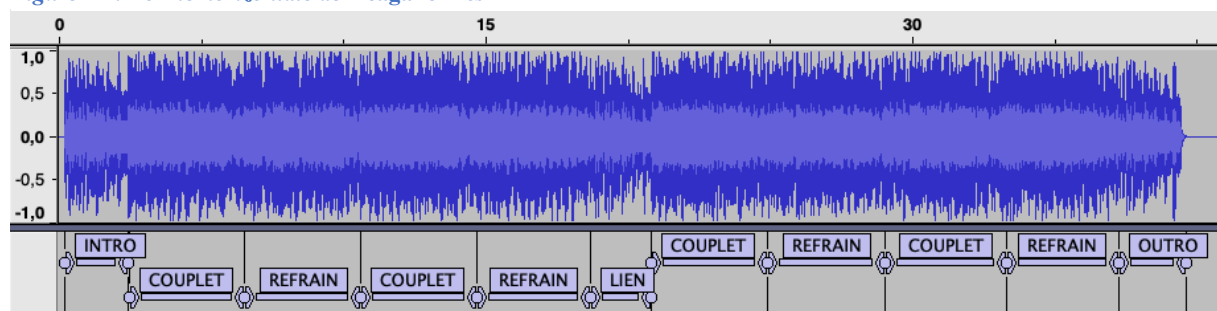 0 15 30
1,0
0,5
0,0
-0,5
-1,0
INTRO COUPLET REFRAIN COUPLET REFRAIN OUTRO
COUPLET REFRAIN COUPLET REFRAIN LIEN